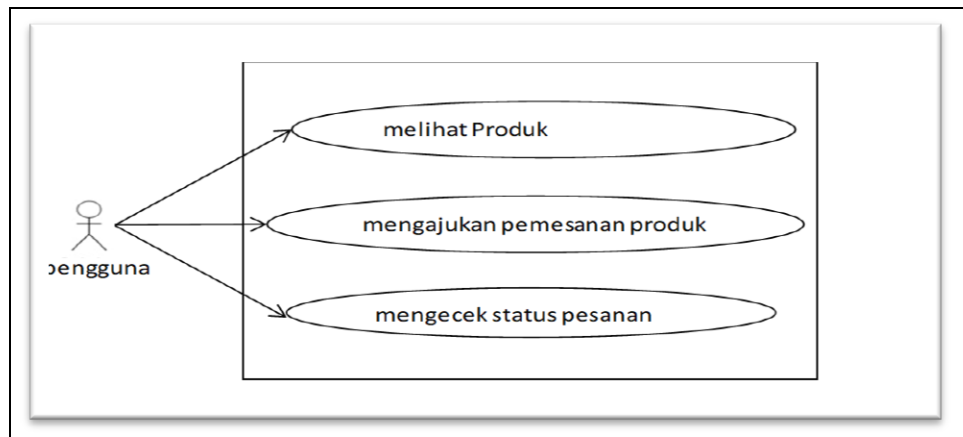 melihat Produk
mengajukan pemesanan produk
pengguna
mengecek status pesanan